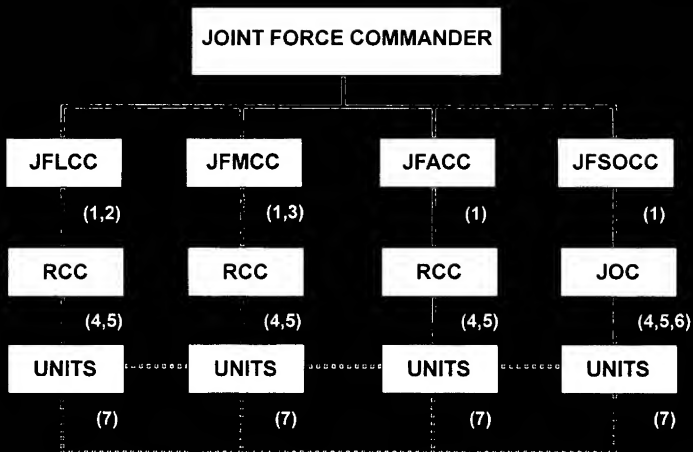 JOINT FORCE COMMANDER
JFLCC JFMCC JFACC JFSOCC
(1,2) (1,3) (1) (1)
RCC RCC RCC JOC
(4,5) (4,5) (4,5) (4,5,6)
UNITS UNITS UNITS UNITS
(7) (7) (7) (7)